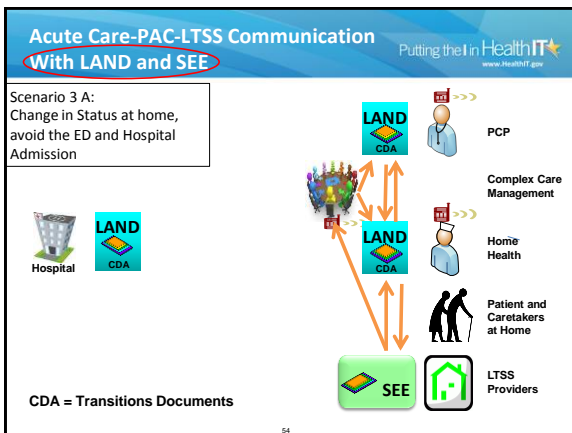 Acute Care-PAC-LTSS Communication
With LAND and SEE
Putting the I in Health IT
www.HealthIT.gov
Scenario 3 A:
Change in Status at home,
avoid the ED and Hospital
Admission
LAND
CDA
PCP
Complex Care
Management
LAND
CDA
Hospital
LAND
CDA
Home
Health
Patient and
Caretakers
at Home
SEE
LTSS
Providers
CDA = Transitions Documents
54